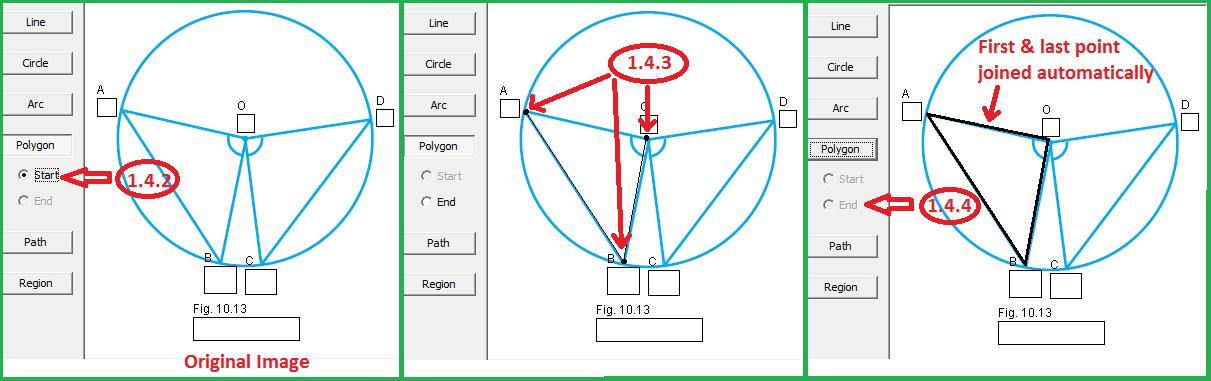 Line
Circle
Arc
Polygon
Start
End
Path
Region
1.4.2
A
O
D
B
C
Fig. 10.13
Original Image
Line
Circle
Arc
Polygon
Start
End
Path
Region
1.4.3
A
D
B
C
Fig. 10.13
Line
Circle
Arc
Polygon
Start
End
Path
Region
1.4.4
First & last point
joined automatically
A
O
D
B
C
Fig. 10.13